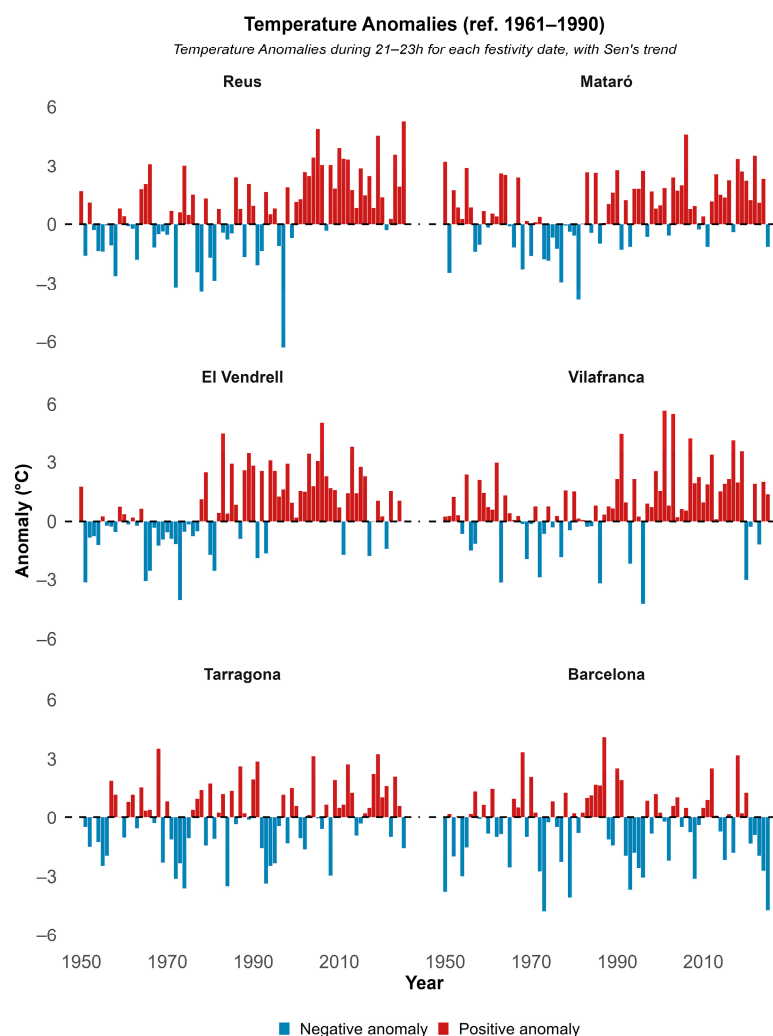 Temperature Anomalies (ref. 1961–1990)
Temperature Anomalies during 21–23h for each festivity date, with Sen's trend
Reus
Mataró
6
3
0
–3
–6
El Vendrell
Vilafranca
6
3
0
–3
–6
Anomaly (°C)
Tarragona
Barcelona
6
3
0
–3
–6
1950 1970 1990 2010
1950 1970 1990 2010
Year
Negative anomaly Positive anomaly